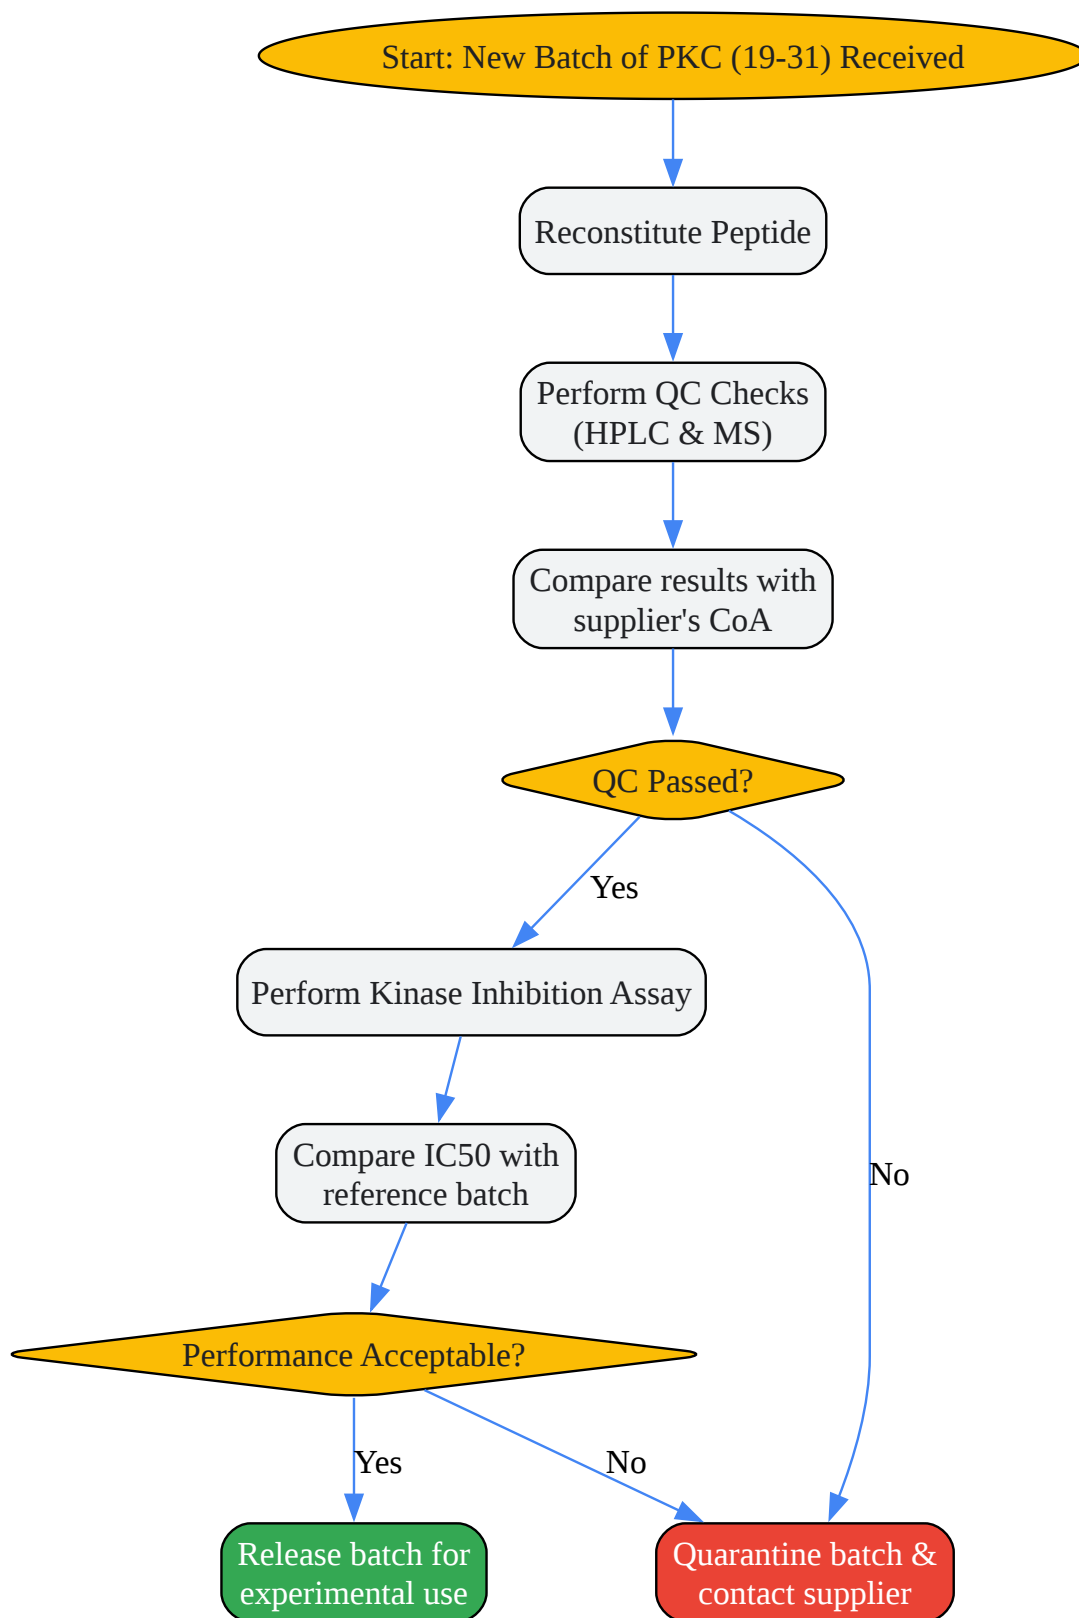 Start: New Batch of PKC (19-31) Received
Reconstitute Peptide
Perform QC Checks
(HPLC & MS)
Compare results with
supplier's CoA
QC Passed?
Yes
Perform Kinase Inhibition Assay
Compare IC50 with
reference batch
No
Performance Acceptable?
Yes
No
Release batch for
experimental use
Quarantine batch &
contact supplier